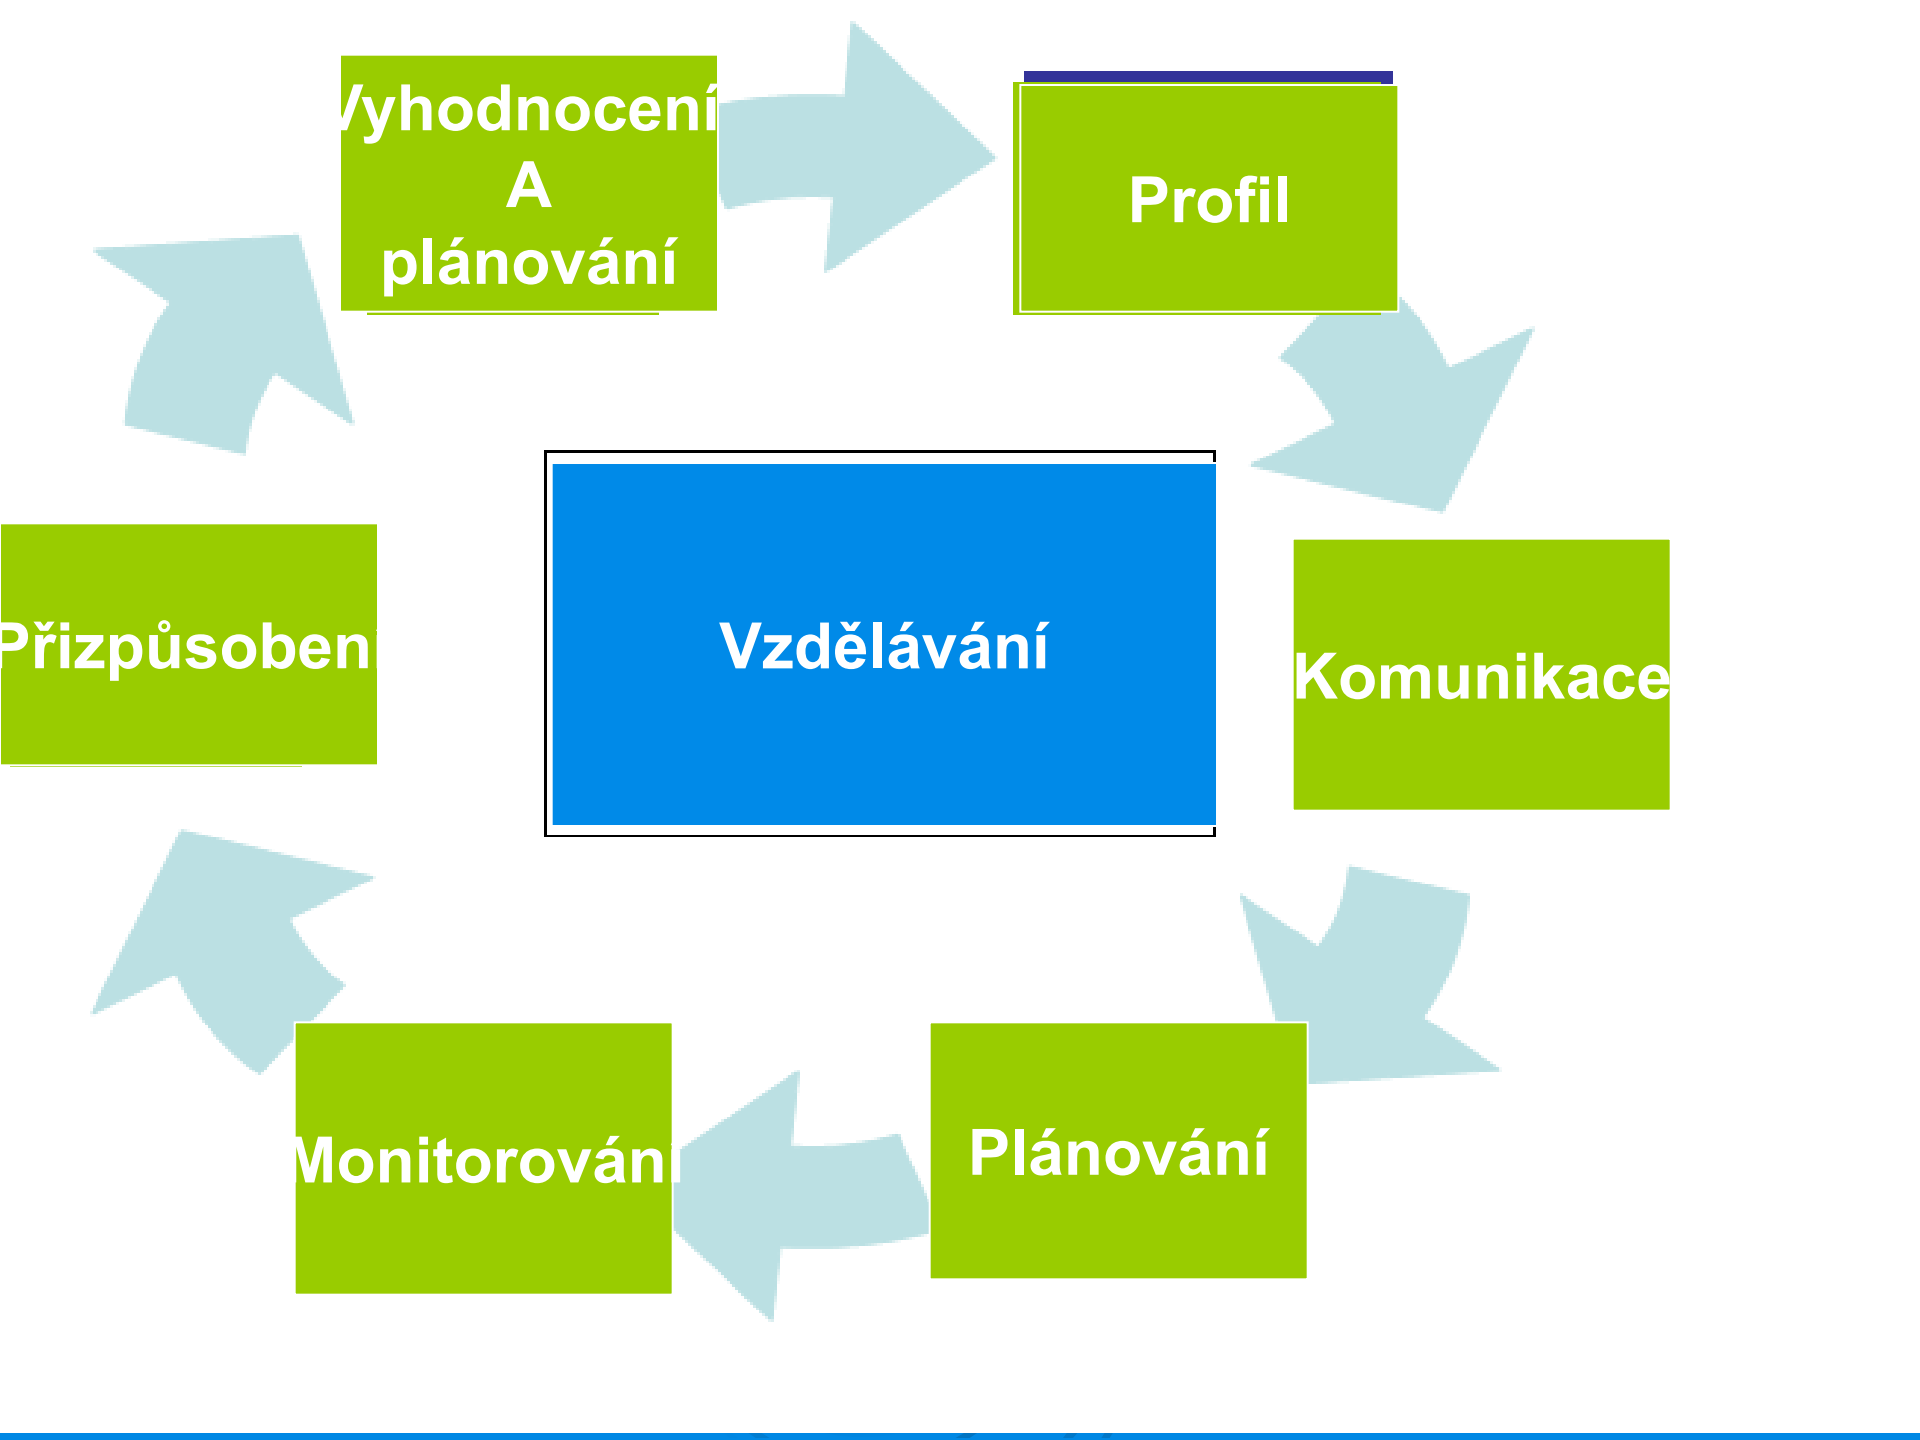 Vyhodnocení
A
plánování
Profil
Přizpůsobení
Vzdělávání
Komunikace
Monitorování
Plánování